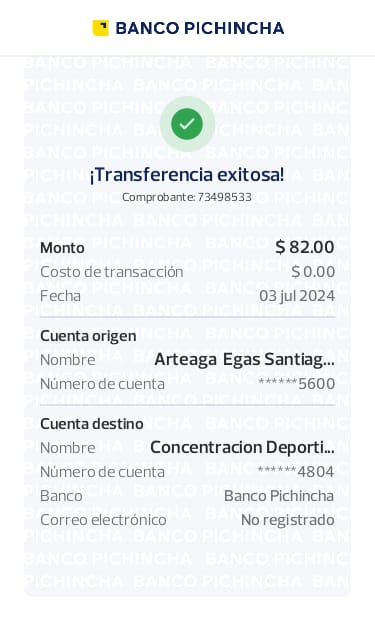 BANCO PICHINCHA
¡Transferencia exitosa!
Comprobante: 73498533
Monto $ 82.00
Costo de transacción $ 0.00
Fecha 03 jul 2024
Cuenta origen
Nombre Arteaga Egas Santiag...
Número de cuenta ******5600
Cuenta destino
Nombre Concentracion Deporti...
Número de cuenta ******4804
Banco Banco Pichincha
Correo electrónico No registrado